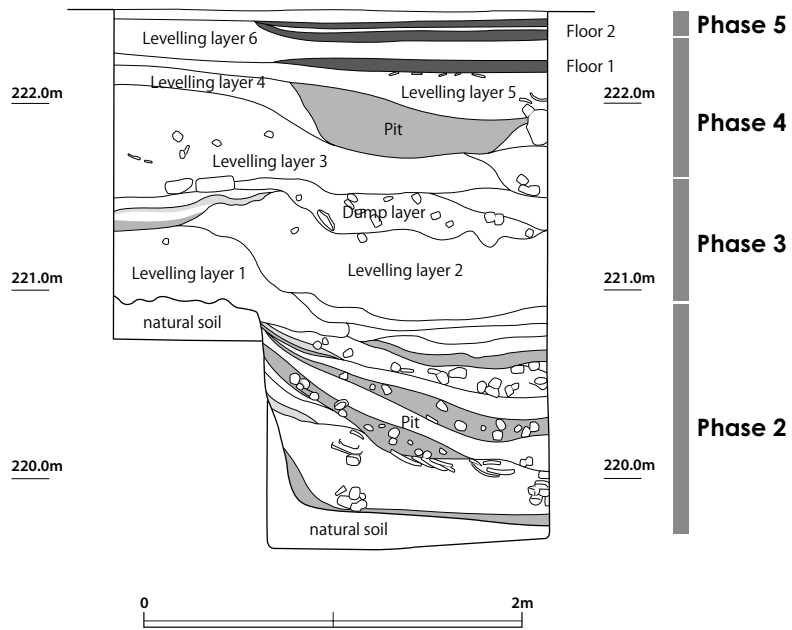 Phase 5
Levelling layer 6
Floor 2
Floor 1
Levelling layer 4
222.0m
Levelling layer 5
222.0m
Pit
Phase 4
Levelling layer 3
Dump layer
Phase 3
Levelling layer 1
Levelling layer 2
221.0m
221.0m
natural soil
Pit
Phase 2
220.0m
220.0m
natural soil
0
2m